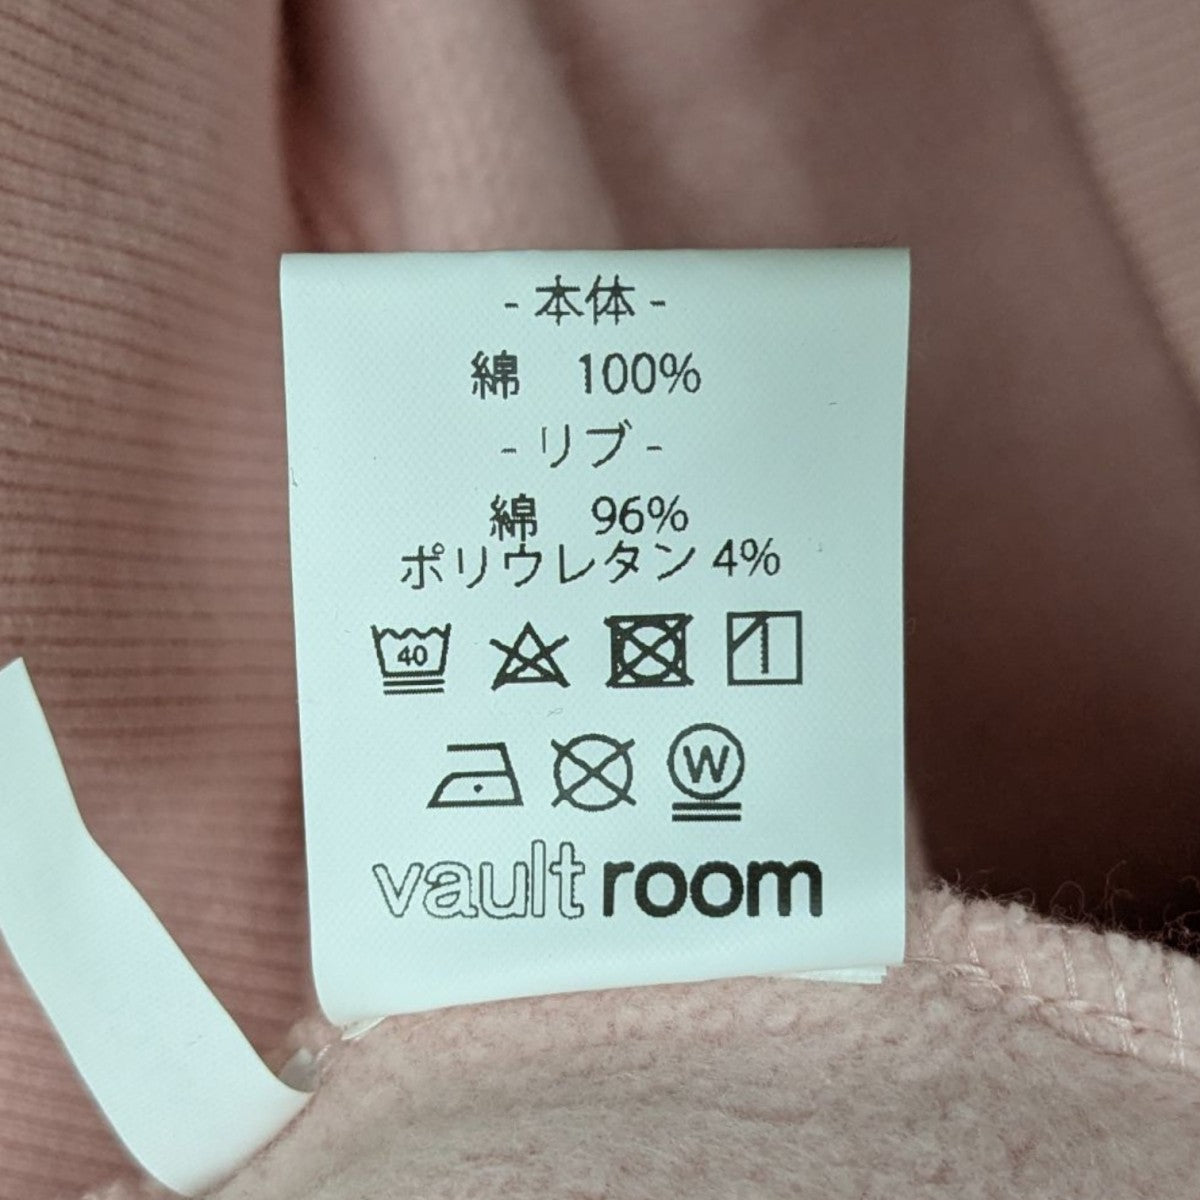 - 本体 -
綿 100%
- リブ -
綿 96%
ポリウレタン 4%
40
W
vault room